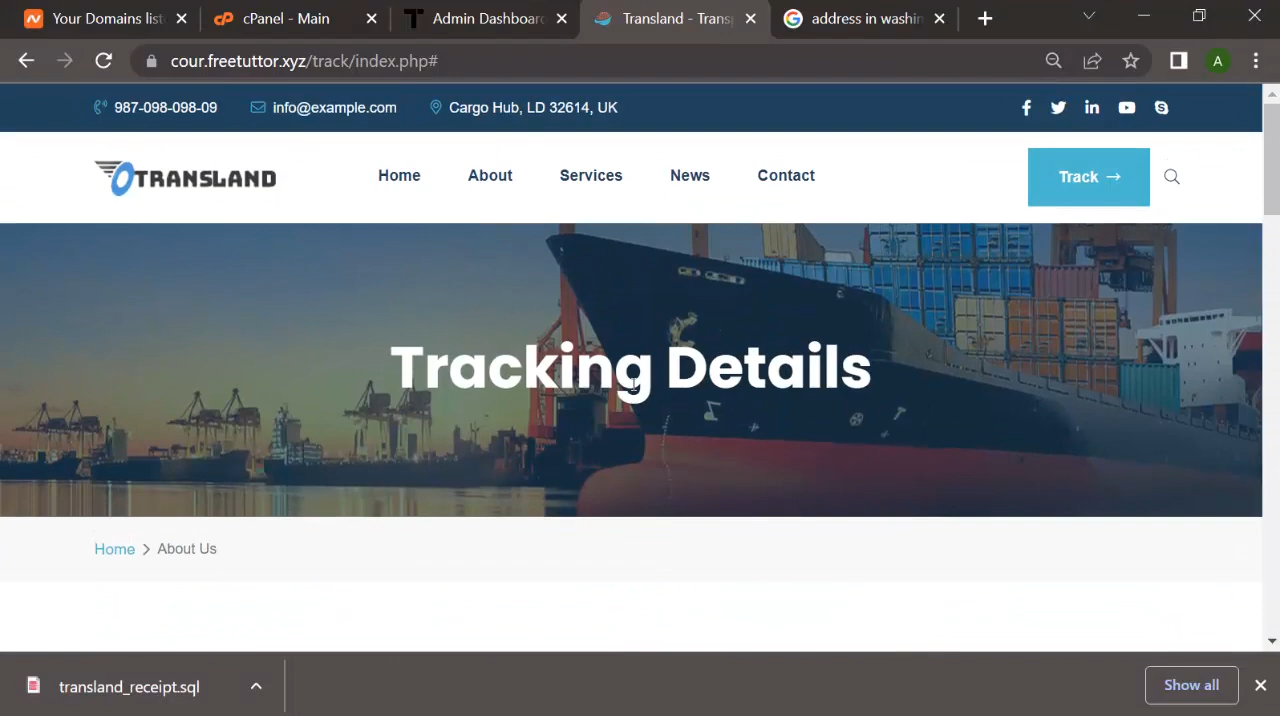 Your Domains list
cPanel - Main
Admin Dashboard
Transland - Transp
address in washin
cour.freetuttor.xyz/track/index.php#
A
987-098-098-09
info@example.com
Cargo Hub, LD 32614, UK
TRANSLAND
Home
About
Services
News
Contact
Track →
Tracking Details
Home > About Us
transland_receipt.sql
Show all